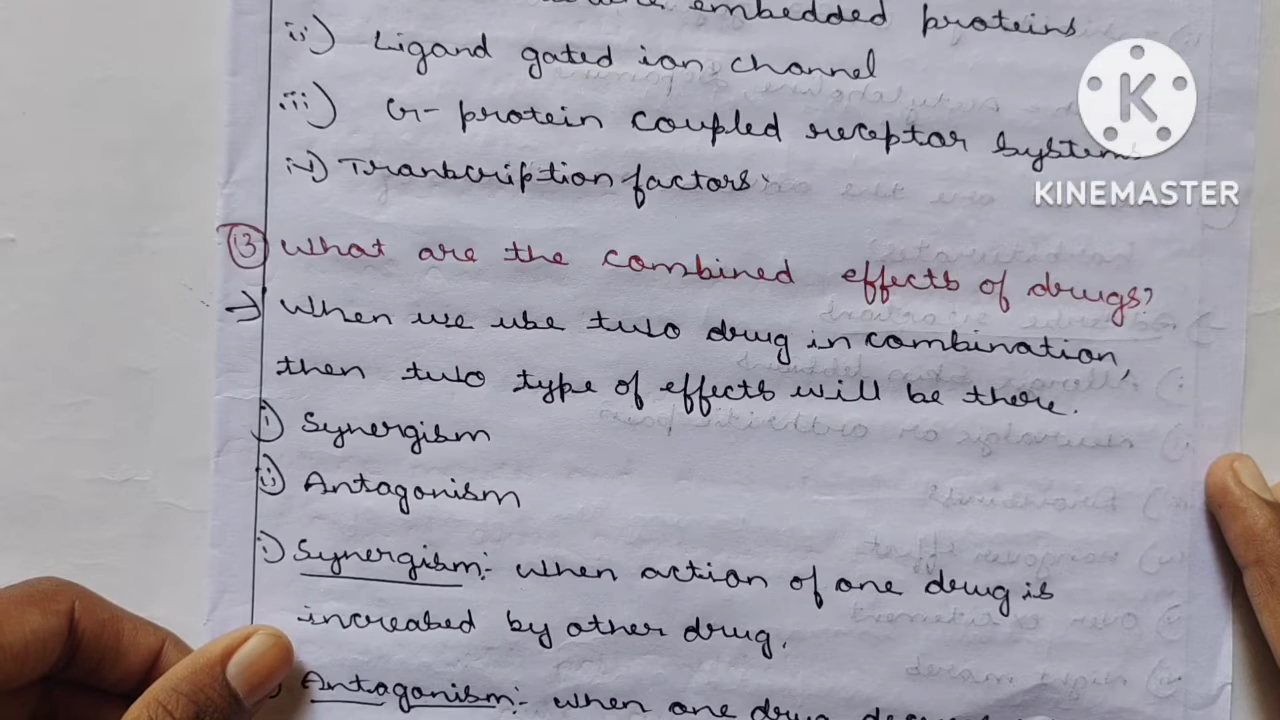 embedded proteins
ii) Ligand gated ion channel
iii) G-protein coupled receptor System
iv) Transcription factors:
13 What are the combined effects of drugs?
→ When we use two drug in combination,
then two type of effects will be there.
i) Synergism
ii) Antagonism
i) Synergism:- When action of one drug is
increased by other drug.
) Antagonism:- When one drug
K
KINEMASTER